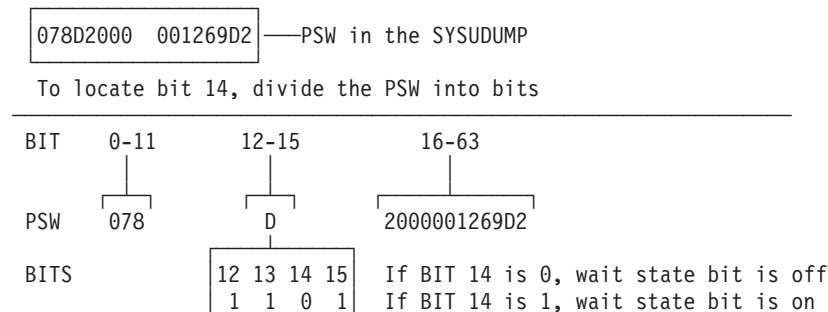 078D2000 001269D2 PSW in the SYSUDUMP
To locate bit 14, divide the PSW into bits
BIT 0-11 12-15 16-63
PSW 078 D 2000001269D2
BITS 12 13 14 15 If BIT 14 is 0, wait state bit is off
1 1 0 1 If BIT 14 is 1, wait state bit is on